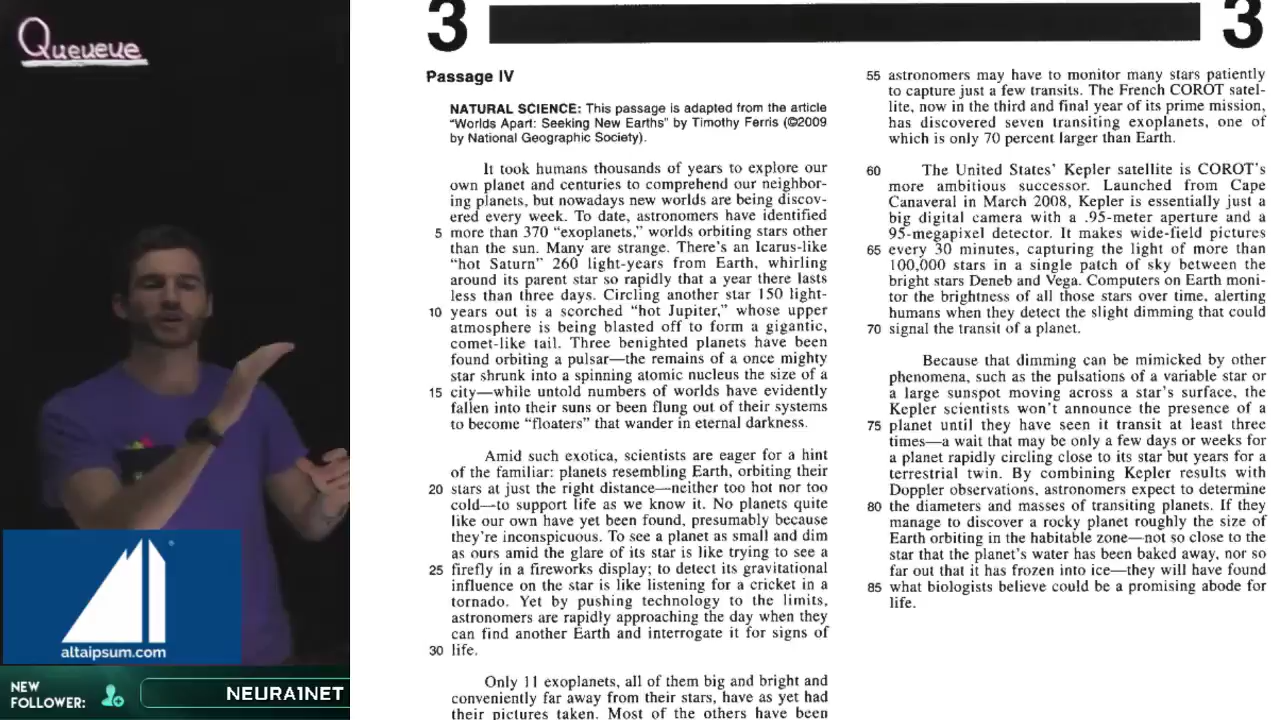 Queueue
altaipsum.com
NEW
FOLLOWER:
NEURA1NET
3
3
Passage IV
NATURAL SCIENCE: This passage is adapted from the article
"Worlds Apart: Seeking New Earths" by Timothy Ferris (©2009
by National Geographic Society).
It took humans thousands of years to explore our
own planet and centuries to comprehend our neighbor-
ing planets, but nowadays new worlds are being discov-
ered every week. To date, astronomers have identified
5 more than 370 "exoplanets," worlds orbiting stars other
than the sun. Many are strange. There's an Icarus-like
"hot Saturn" 260 light-years from Earth, whirling
around its parent star so rapidly that a year there lasts
less than three days. Circling another star 150 light-
10 years out is a scorched "hot Jupiter," whose upper
atmosphere is being blasted off to form a gigantic,
comet-like tail. Three benighted planets have been
found orbiting a pulsar—the remains of a once mighty
star shrunk into a spinning atomic nucleus the size of a
15 city—while untold numbers of worlds have evidently
fallen into their suns or been flung out of their systems
to become "floaters" that wander in eternal darkness.
Amid such exotica, scientists are eager for a hint
of the familiar: planets resembling Earth, orbiting their
20 stars at just the right distance—neither too hot nor too
cold—to support life as we know it. No planets quite
like our own have yet been found, presumably because
they're inconspicuous. To see a planet as small and dim
as ours amid the glare of its star is like trying to see a
25 firefly in a fireworks display; to detect its gravitational
influence on the star is like listening for a cricket in a
tornado. Yet by pushing technology to the limits,
astronomers are rapidly approaching the day when they
can find another Earth and interrogate it for signs of
30 life.
Only 11 exoplanets, all of them big and bright and
conveniently far away from their stars, have as yet had
their pictures taken. Most of the others have been
55 astronomers may have to monitor many stars patiently
to capture just a few transits. The French COROT satel-
lite, now in the third and final year of its prime mission,
has discovered seven transiting exoplanets, one of
which is only 70 percent larger than Earth.
60 The United States' Kepler satellite is COROT's
more ambitious successor. Launched from Cape
Canaveral in March 2008, Kepler is essentially just a
big digital camera with a .95-meter aperture and a
95-megapixel detector. It makes wide-field pictures
65 every 30 minutes, capturing the light of more than
100,000 stars in a single patch of sky between the
bright stars Deneb and Vega. Computers on Earth moni-
tor the brightness of all those stars over time, alerting
humans when they detect the slight dimming that could
70 signal the transit of a planet.
Because that dimming can be mimicked by other
phenomena, such as the pulsations of a variable star or
a large sunspot moving across a star's surface, the
Kepler scientists won't announce the presence of a
75 planet until they have seen it transit at least three
times—a wait that may be only a few days or weeks for
a planet rapidly circling close to its star but years for a
terrestrial twin. By combining Kepler results with
Doppler observations, astronomers expect to determine
80 the diameters and masses of transiting planets. If they
manage to discover a rocky planet roughly the size of
Earth orbiting in the habitable zone—not so close to the
star that the planet's water has been baked away, nor so
far out that it has frozen into ice—they will have found
85 what biologists believe could be a promising abode for
life.